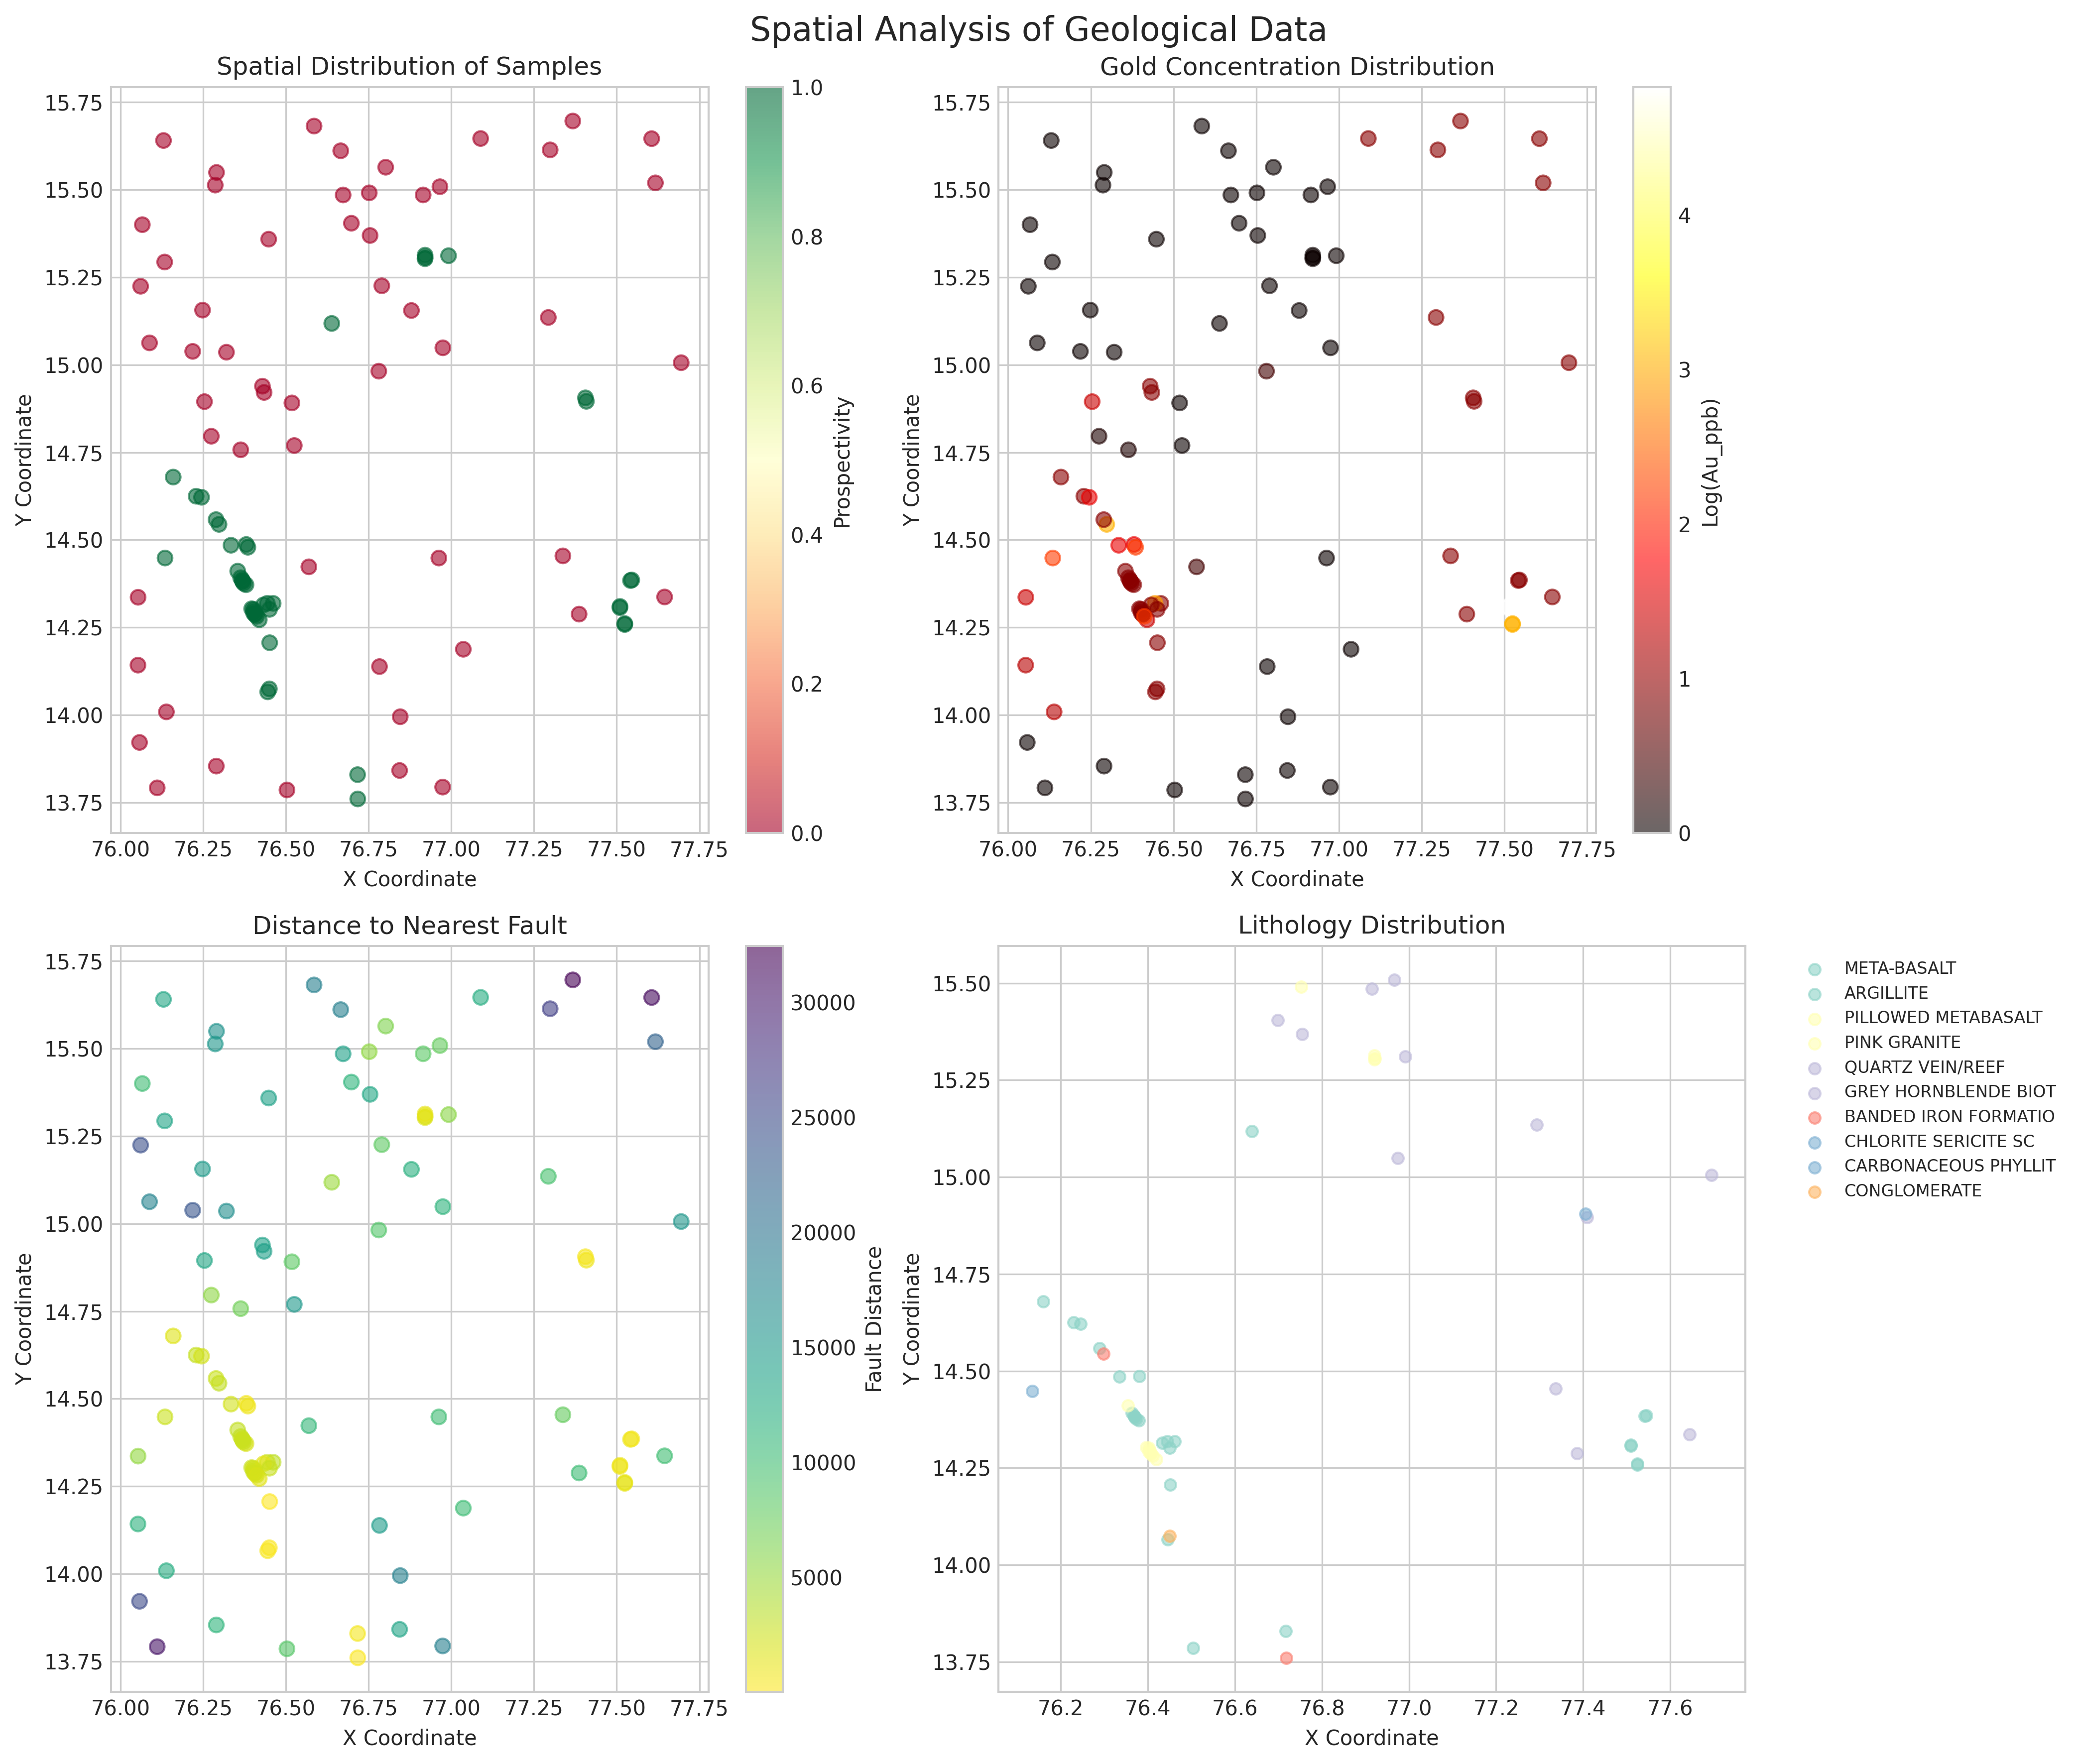 Spatial Analysis of Geological Data
Spatial Distribution of Samples
15.75
15.50
15.25
15.00
14.75
14.50
14.25
14.00
13.75
Y Coordinate
76.00 76.25 76.50 76.75 77.00 77.25 77.50 77.75
X Coordinate
1.0
0.8
0.6
0.4
0.2
0.0
Prospectivity
Gold Concentration Distribution
15.75
15.50
15.25
15.00
14.75
14.50
14.25
14.00
13.75
Y Coordinate
76.00 76.25 76.50 76.75 77.00 77.25 77.50 77.75
X Coordinate
4
3
2
1
0
Log(Au_ppb)
Distance to Nearest Fault
15.75
15.50
15.25
15.00
14.75
14.50
14.25
14.00
13.75
Y Coordinate
76.00 76.25 76.50 76.75 77.00 77.25 77.50 77.75
X Coordinate
30000
25000
20000
15000
10000
5000
Fault Distance
Lithology Distribution
15.50
15.25
15.00
14.75
14.50
14.25
14.00
13.75
Y Coordinate
76.2 76.4 76.6 76.8 77.0 77.2 77.4 77.6
X Coordinate
META-BASALT
ARGILLITE
PILLOWED METABASALT
PINK GRANITE
QUARTZ VEIN/REEF
GREY HORNBLENDE BIOT
BANDED IRON FORMATIO
CHLORITE SERICITE SC
CARBONACEOUS PHYLLIT
CONGLOMERATE